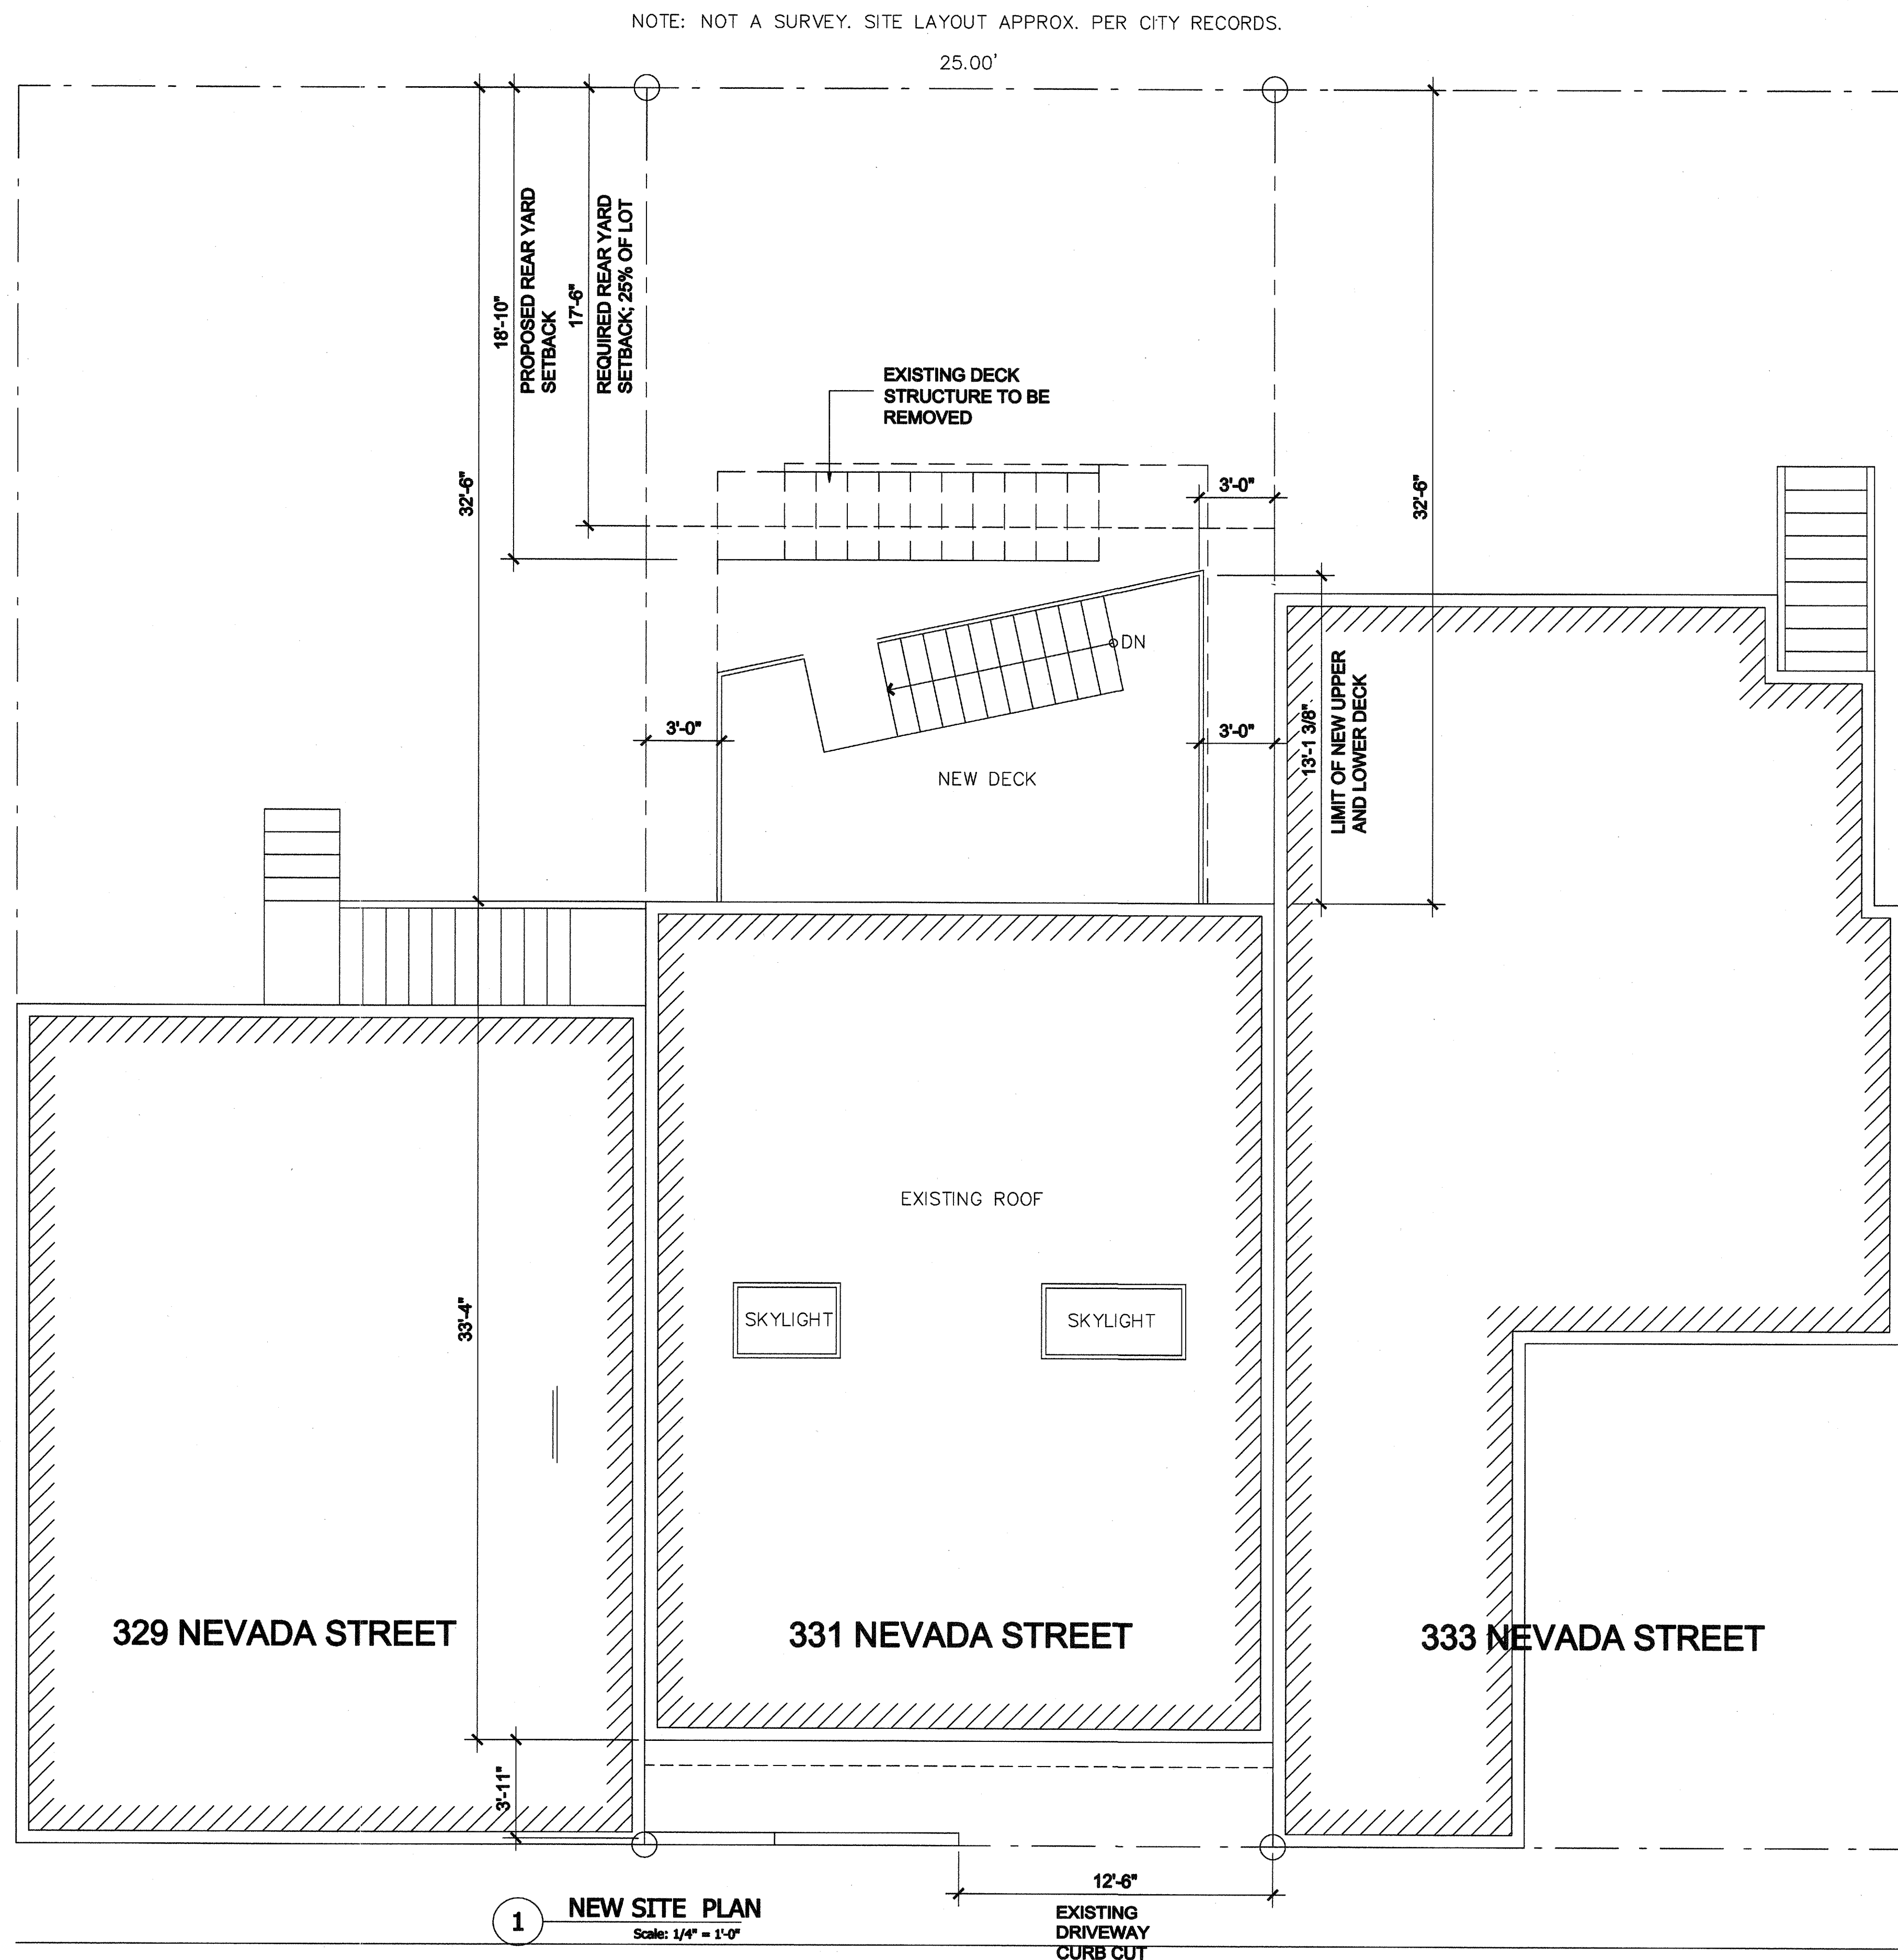 NOTE: NOT A SURVEY. SITE LAYOUT APPROX. PER CITY RECORDS.
25.00'
18'-10"
PROPOSED REAR YARD
SETBACK
17'-6"
REQUIRED REAR YARD
SETBACK; 25% OF LOT
32'-6"
EXISTING DECK
STRUCTURE TO BE
REMOVED
3'-0"
32'-6"
DN
3'-0"
3'-0"
13'-1 3/8"
LIMIT OF NEW UPPER
AND LOWER DECK
NEW DECK
EXISTING ROOF
SKYLIGHT
SKYLIGHT
33'-4"
329 NEVADA STREET
331 NEVADA STREET
333 NEVADA STREET
3'-11"
12'-6"
EXISTING
DRIVEWAY
CURB CUT
1
NEW SITE PLAN
Scale: 1/4" = 1'-0"